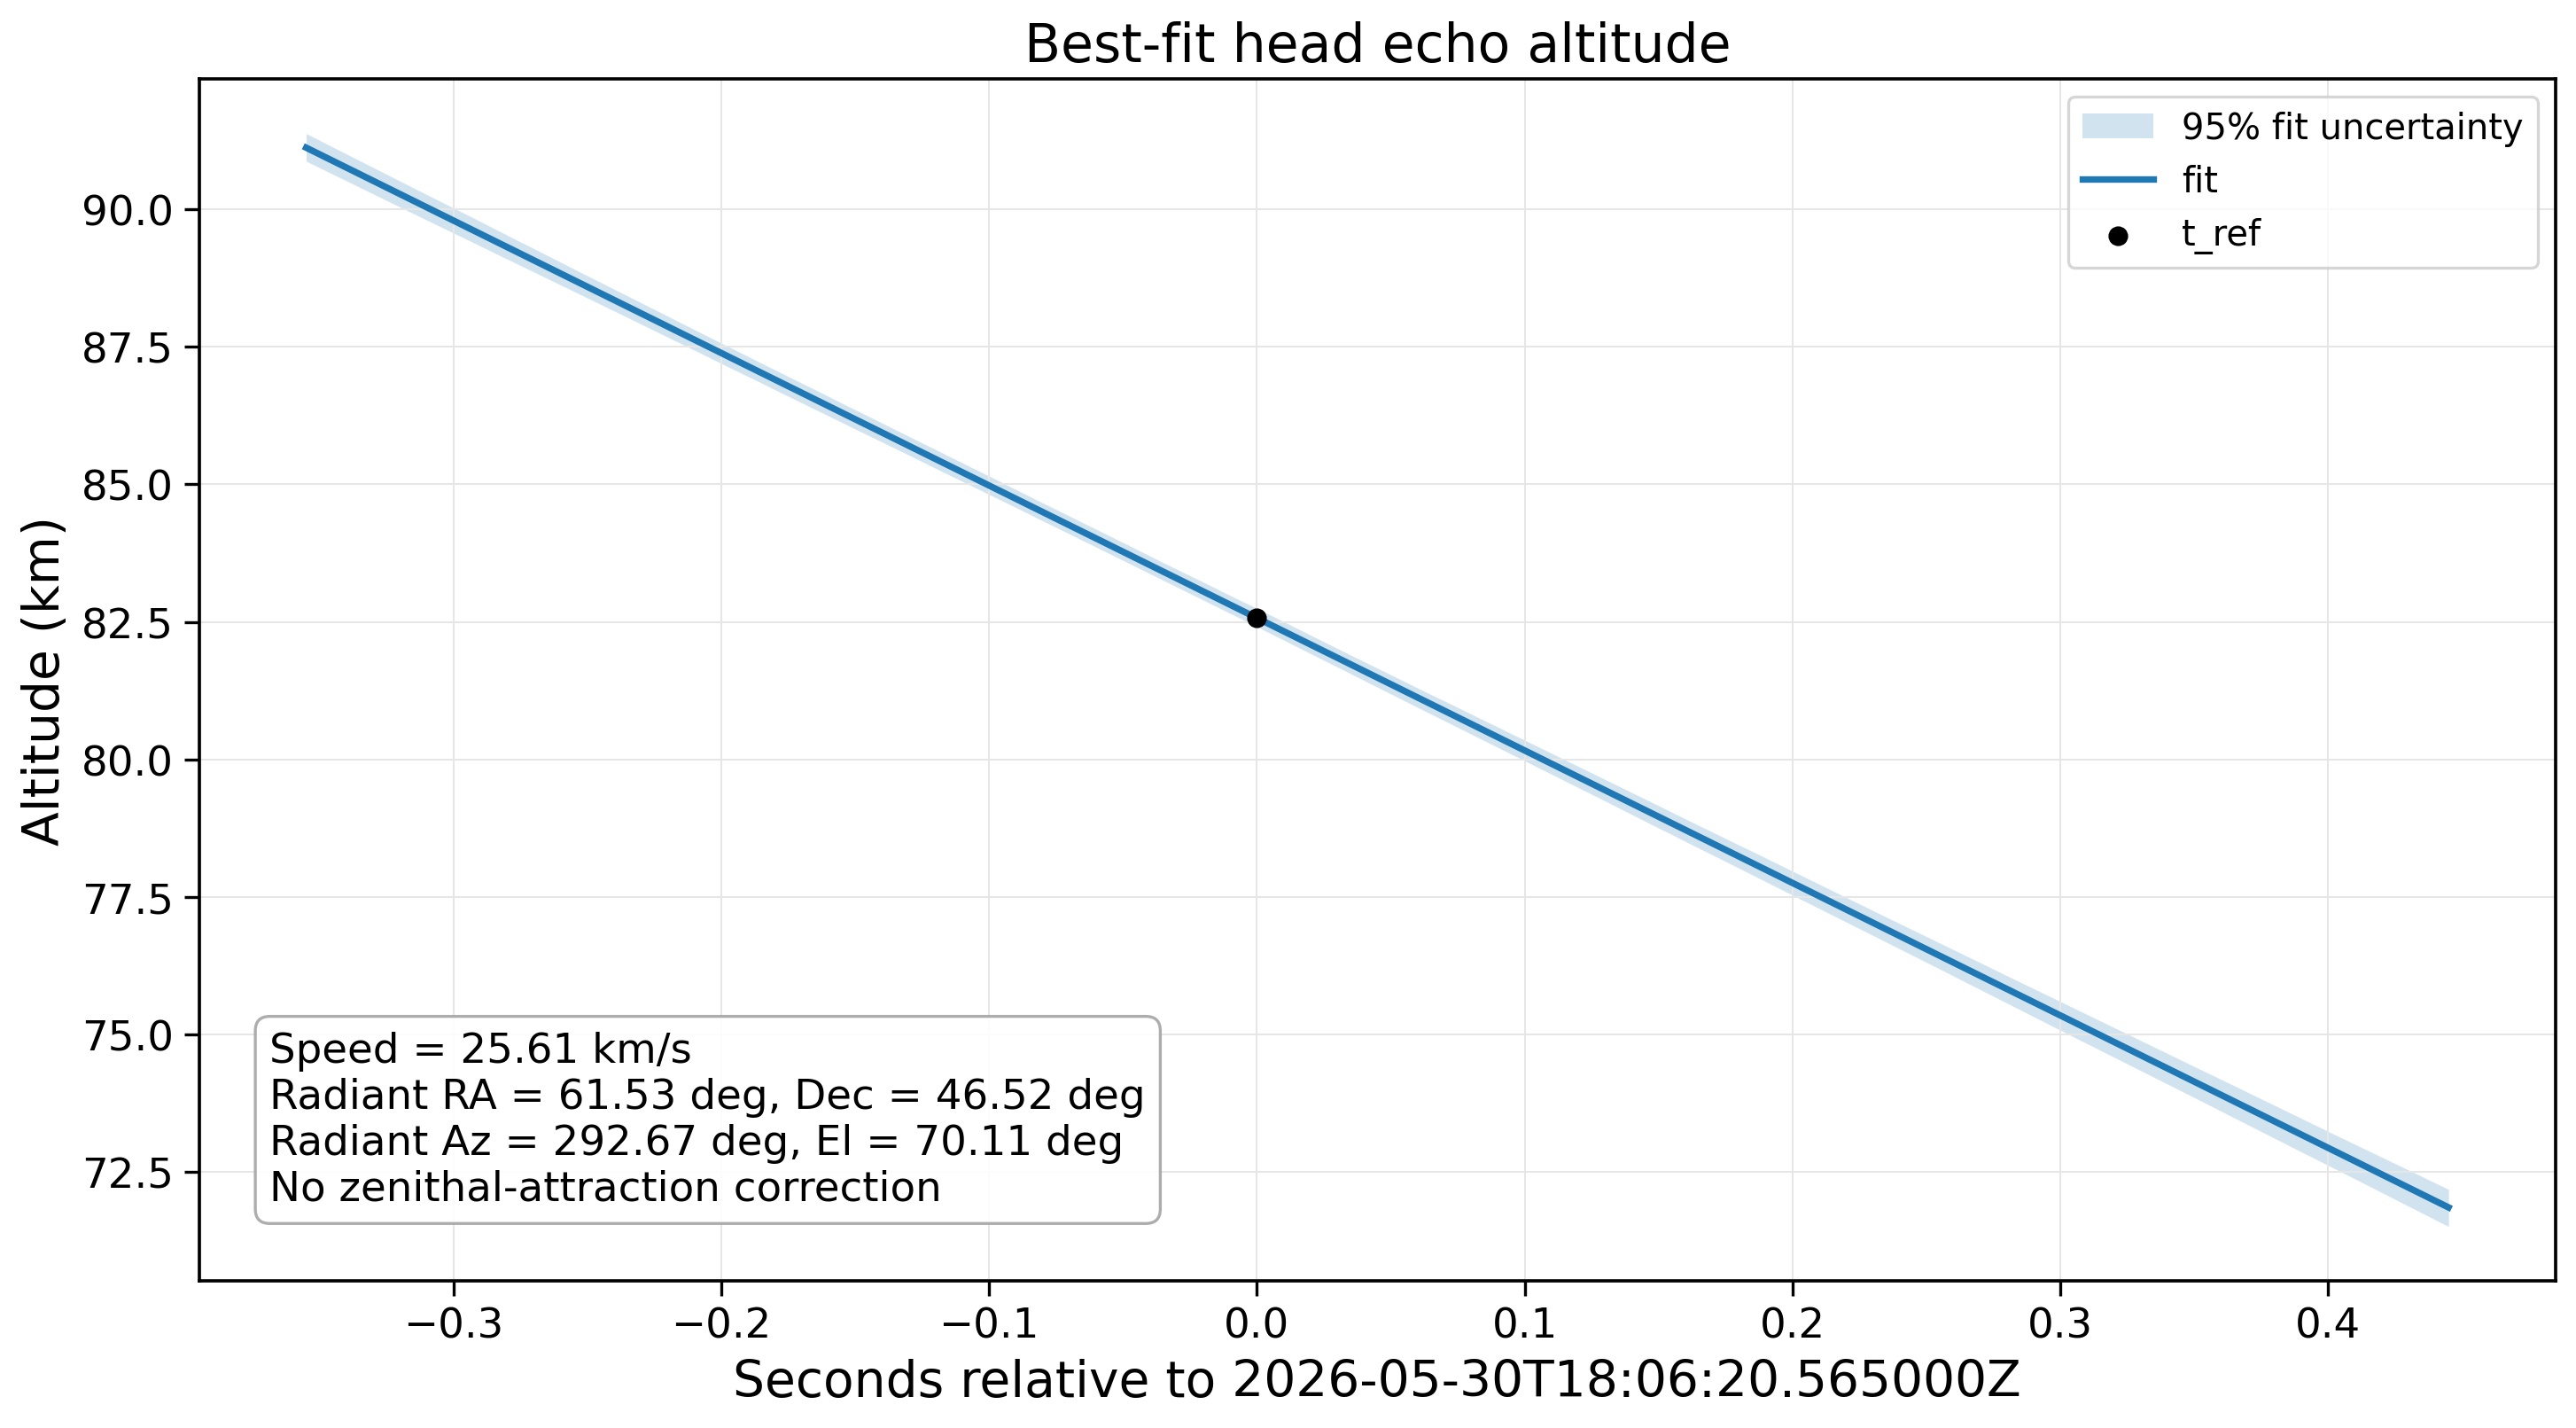 Best-fit head echo altitude
95% fit uncertainty
fit
t_ref
Altitude (km)
90.0
87.5
85.0
82.5
80.0
77.5
75.0
72.5
Speed = 25.61 km/s
Radiant RA = 61.53 deg, Dec = 46.52 deg
Radiant Az = 292.67 deg, El = 70.11 deg
No zenithal-attraction correction
−0.3 −0.2 −0.1 0.0 0.1 0.2 0.3 0.4
Seconds relative to 2026-05-30T18:06:20.565000Z